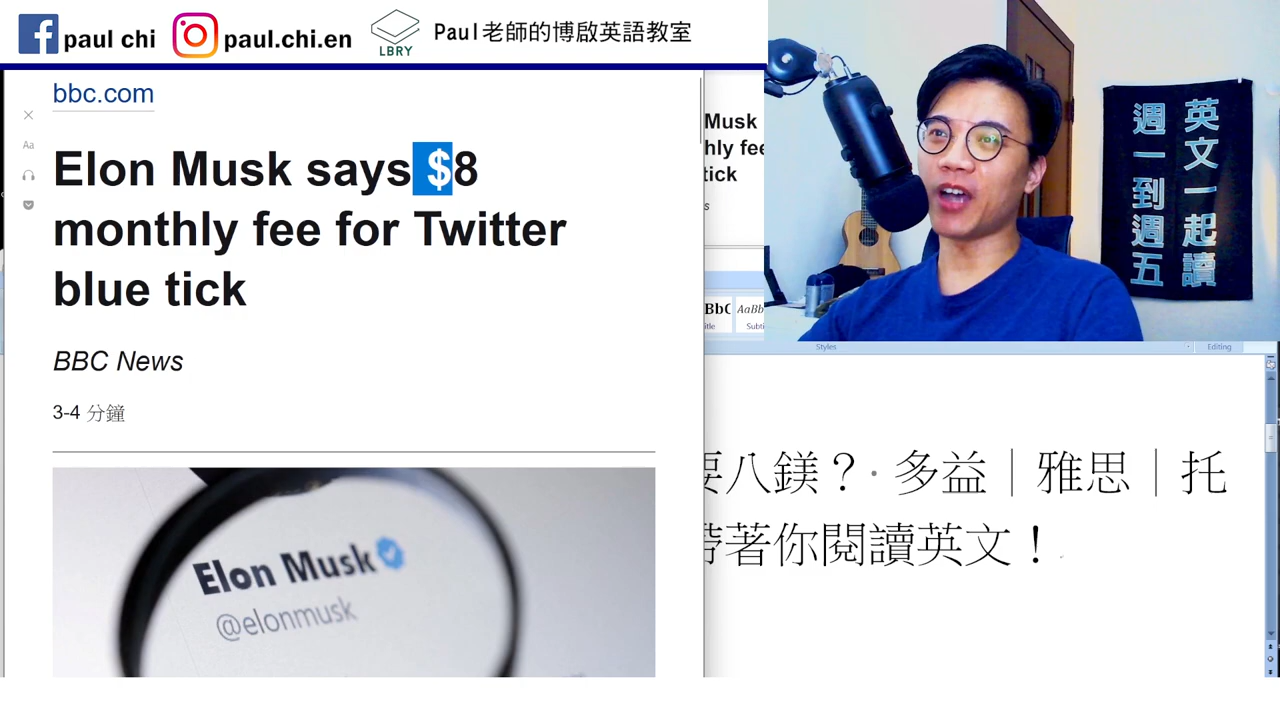 paul chi
paul.chi.en
LBRY
Paul老師的博啟英語教室
bbc.com
Aa
Elon Musk says $8
monthly fee for Twitter
blue tick
BBC News
3-4 分鐘
Elon Musk
@elonmusk
Musk
hly fee
tick
英文一起讀
週一到週五
Styles
Editing
要八鎂？多益｜雅思｜托
帶著你閱讀英文！